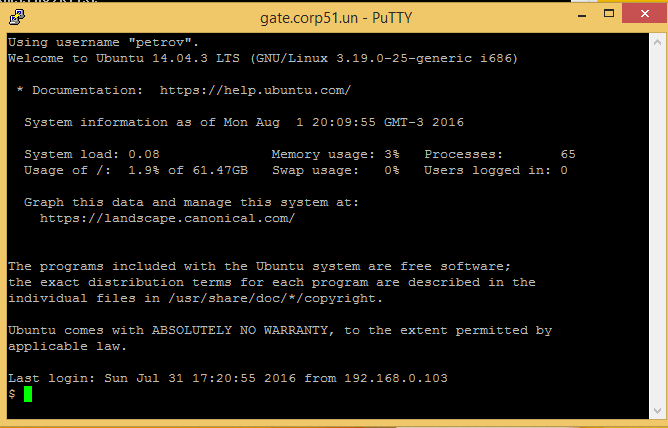 gate.corp51.un - PuTTY
Using username "petrov".
Welcome to Ubuntu 14.04.3 LTS (GNU/Linux 3.19.0-25-generic i686)
* Documentation:  https://help.ubuntu.com/
System information as of Mon Aug  1 20:09:55 GMT-3 2016
System load: 0.08              Memory usage: 3%   Processes:       65
Usage of /:  1.9% of 61.47GB   Swap usage:   0%   Users logged in: 0
Graph this data and manage this system at:
https://landscape.canonical.com/
The programs included with the Ubuntu system are free software;
the exact distribution terms for each program are described in the
individual files in /usr/share/doc/*/copyright.
Ubuntu comes with ABSOLUTELY NO WARRANTY, to the extent permitted by
applicable law.
Last login: Sun Jul 31 17:20:55 2016 from 192.168.0.103
$